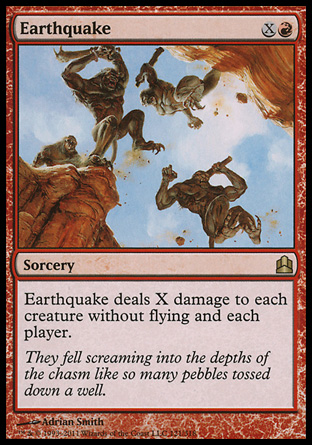 Earthquake X
Sorcery
Earthquake deals X damage to each
creature without flying and each
player.
They fell screaming into the depths of
the chasm like so many pebbles tossed
down a well.
Adrian Smith